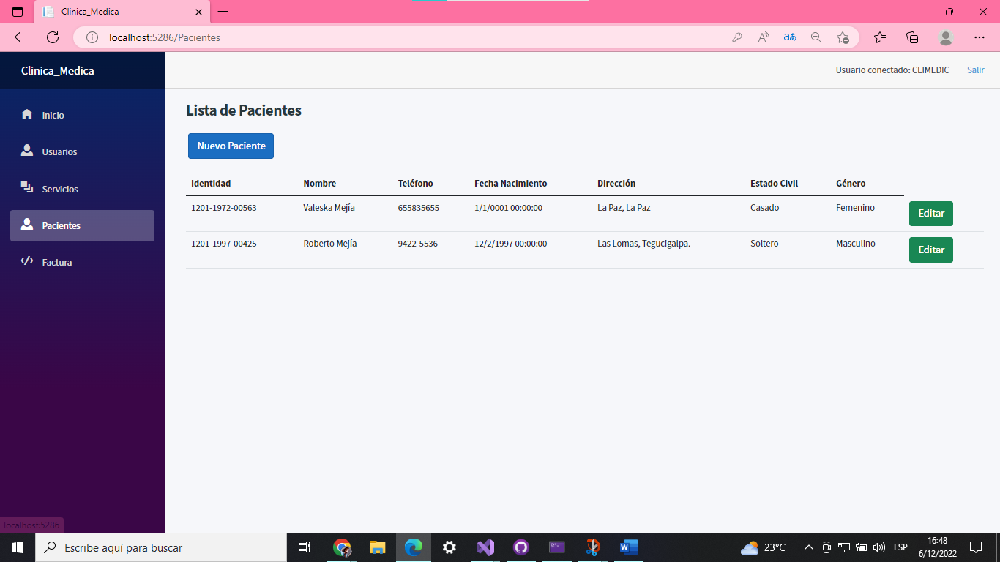 Clinica_Medica
localhost:5286/Pacientes
Clinica_Medica
Usuario conectado: CLIMEDIC Salir
Inicio
Usuarios
Servicios
Pacientes
Factura
Lista de Pacientes
Nuevo Paciente
Identidad Nombre Teléfono Fecha Nacimiento Dirección Estado Civil Género
1201-1972-00563 Valeska Mejía 655835655 1/1/0001 00:00:00 La Paz, La Paz Casado Femenino Editar
1201-1997-00425 Roberto Mejía 9422-5536 12/2/1997 00:00:00 Las Lomas, Tegucigalpa. Soltero Masculino Editar
localhost:5286
Escribe aquí para buscar
23°C
ESP
16:48
6/12/2022